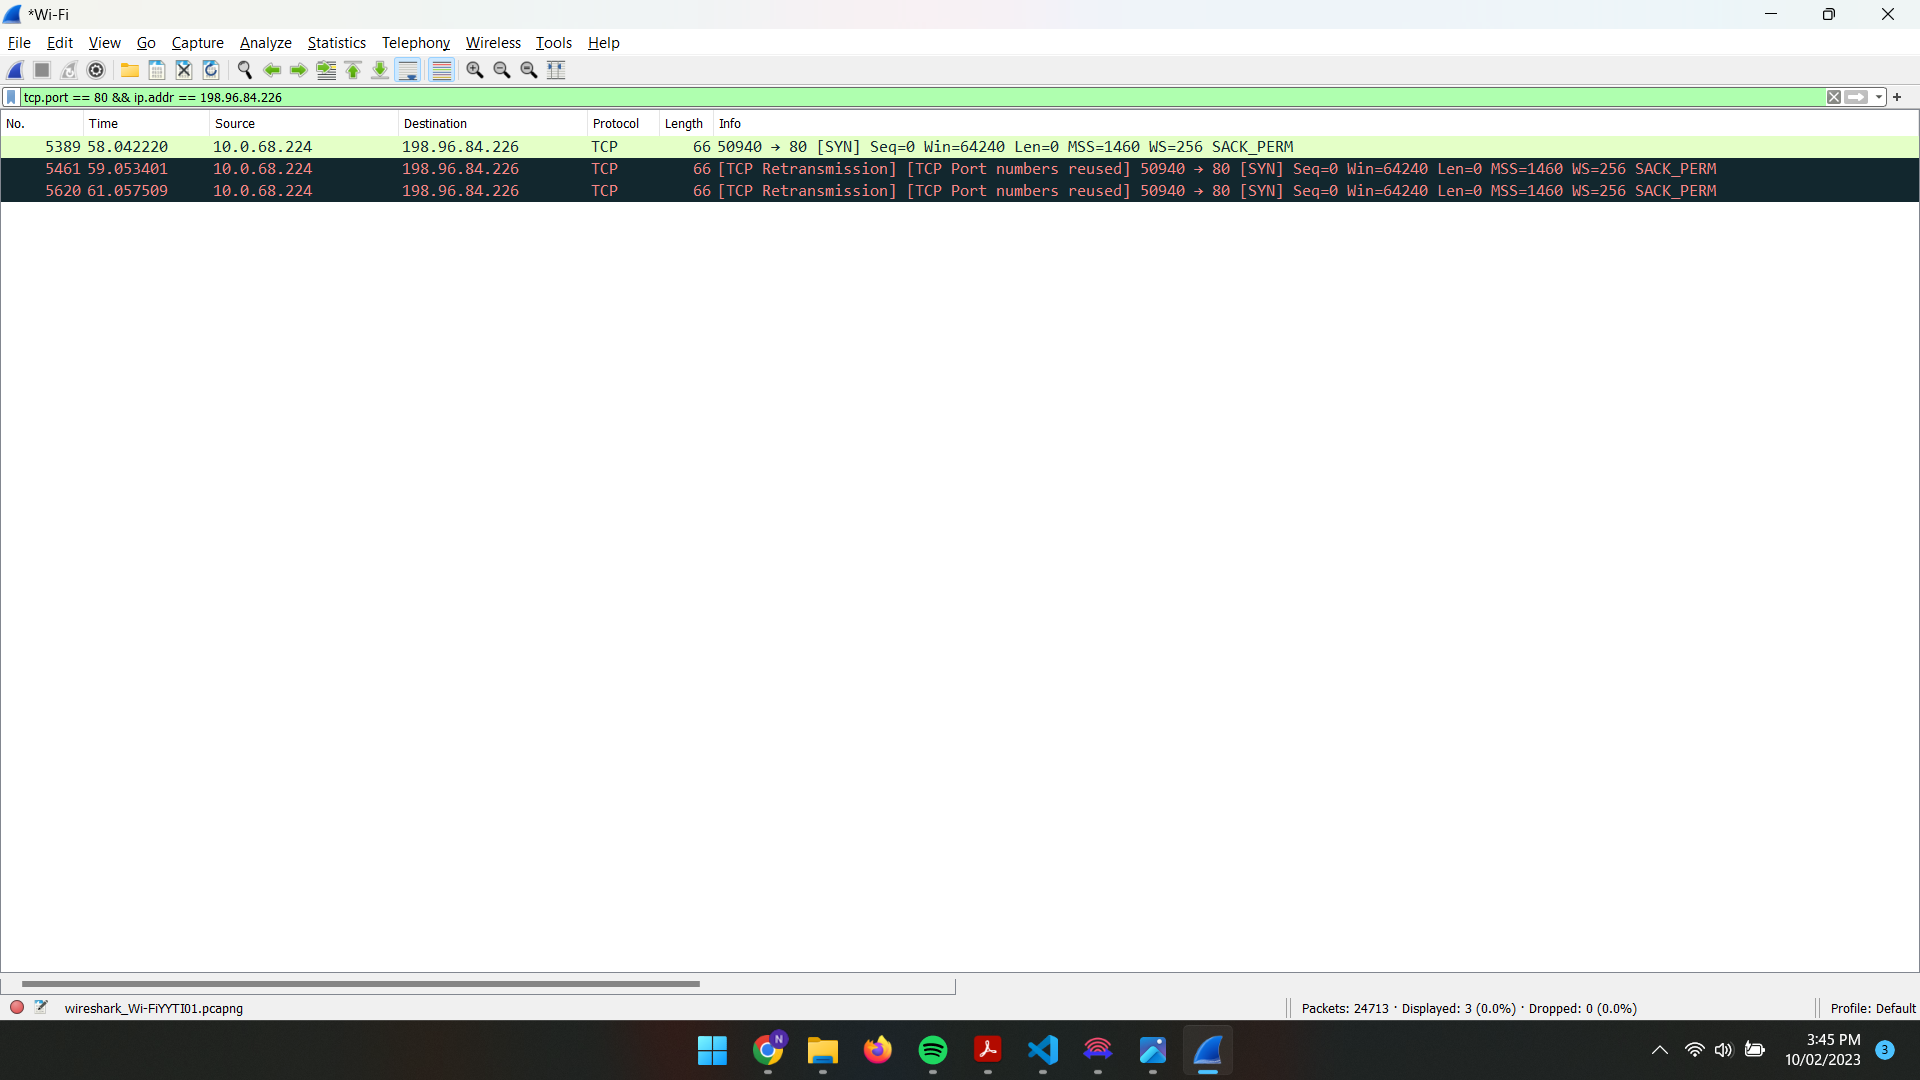 *Wi-Fi
File Edit View Go Capture Analyze Statistics Telephony Wireless Tools Help
tcp.port == 80 && ip.addr == 198.96.84.226
No. Time Source Destination Protocol Length Info
5389 58.042220 10.0.68.224 198.96.84.226 TCP 66 50940 → 80 [SYN] Seq=0 Win=64240 Len=0 MSS=1460 WS=256 SACK_PERM
5461 59.053401 10.0.68.224 198.96.84.226 TCP 66 [TCP Retransmission] [TCP Port numbers reused] 50940 → 80 [SYN] Seq=0 Win=64240 Len=0 MSS=1460 WS=256 SACK_PERM
5620 61.057509 10.0.68.224 198.96.84.226 TCP 66 [TCP Retransmission] [TCP Port numbers reused] 50940 → 80 [SYN] Seq=0 Win=64240 Len=0 MSS=1460 WS=256 SACK_PERM
wireshark_Wi-FiYYTI01.pcapng Packets: 24713 · Displayed: 3 (0.0%) · Dropped: 0 (0.0%) Profile: Default
N
3:45 PM
10/02/2023
3